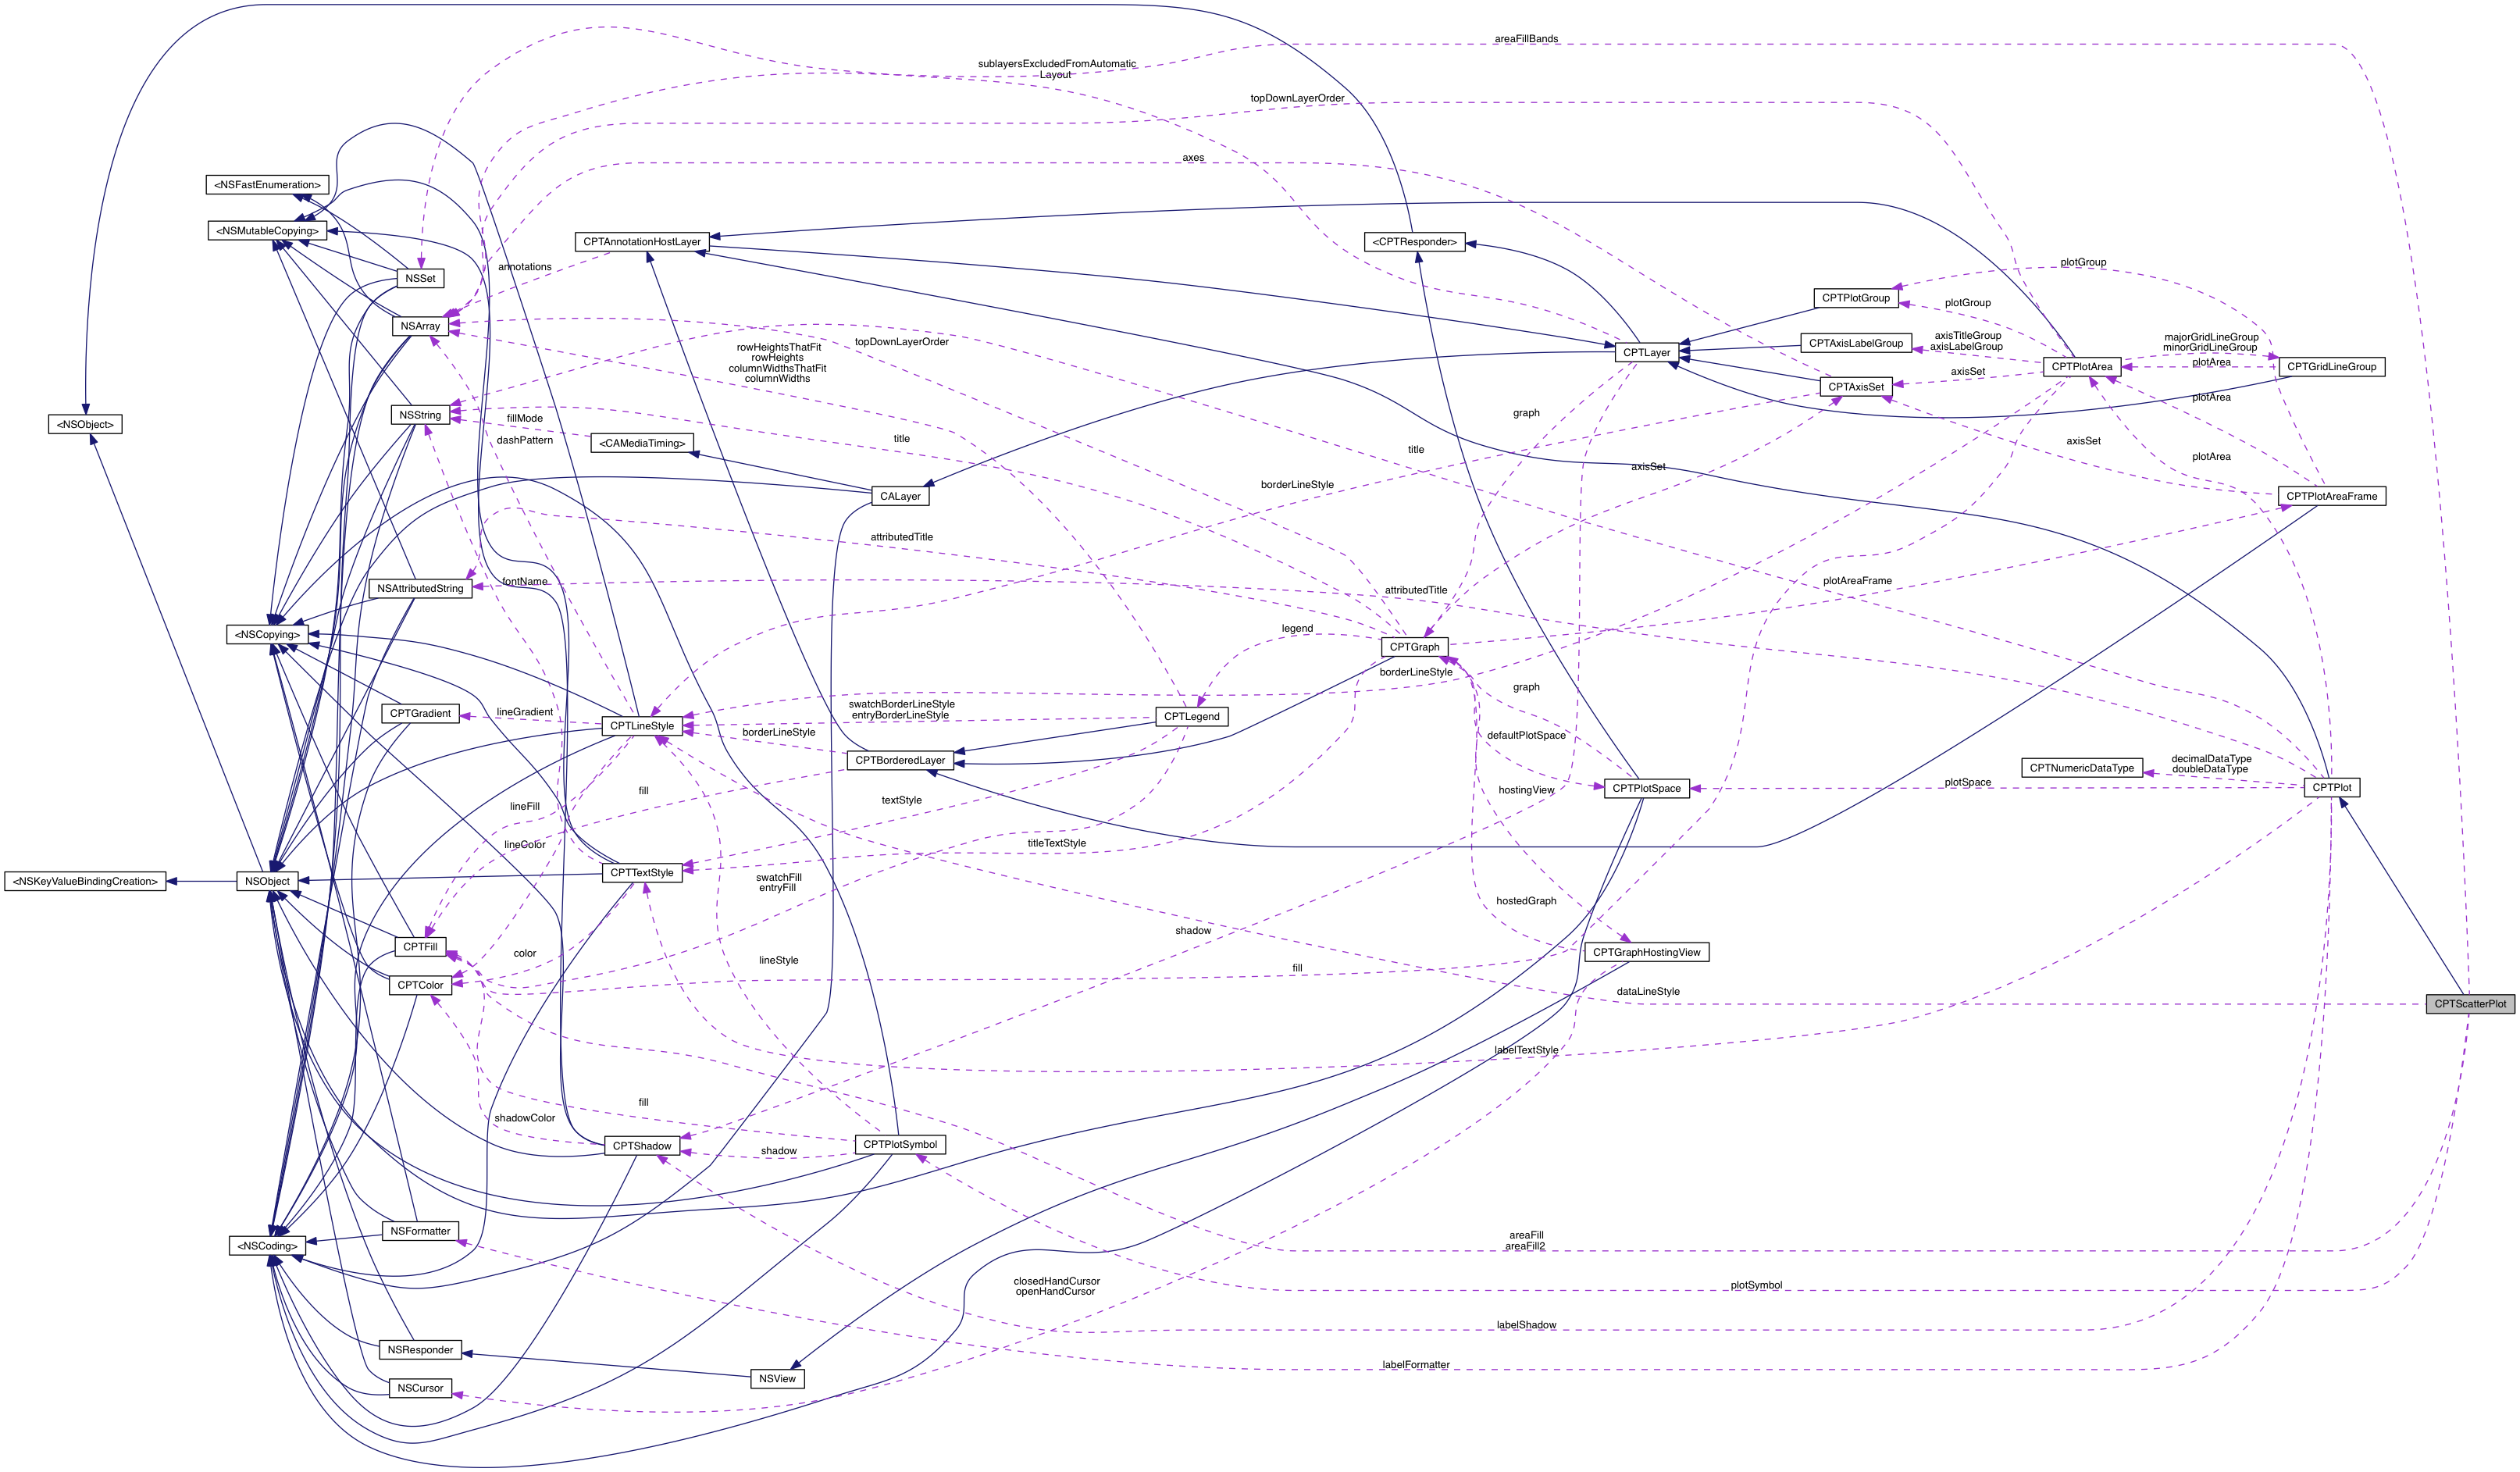 areaFillBands
sublayersExcludedFromAutomatic
Layout
topDownLayerOrder
axes
<NSFastEnumeration>
<NSMutableCopying>
CPTAnnotationHostLayer
<CPTResponder>
annotations
NSSet
plotGroup
CPTPlotGroup
plotGroup
NSArray
rowHeightsThatFit
rowHeights
columnWidthsThatFit
columnWidths
topDownLayerOrder
CPTLayer
CPTAxisLabelGroup
axisTitleGroup
axisLabelGroup
majorGridLineGroup
minorGridLineGroup
CPTPlotArea
plotArea
CPTGridLineGroup
CPTAxisSet
axisSet
plotArea
<NSObject>
NSString
fillMode
dashPattern
<CAMediaTiming>
title
graph
title
axisSet
axisSet
plotArea
borderLineStyle
CALayer
CPTPlotAreaFrame
attributedTitle
NSAttributedString
fontName
attributedTitle
plotAreaFrame
<NSCopying>
legend
CPTGraph
borderLineStyle
graph
CPTGradient
lineGradient
CPTLineStyle
borderLineStyle
swatchBorderLineStyle
entryBorderLineStyle
CPTLegend
defaultPlotSpace
CPTBorderedLayer
CPTNumericDataType
decimalDataType
doubleDataType
CPTPlotSpace
plotSpace
CPTPlot
lineFill
fill
textStyle
hostingView
lineColor
titleTextStyle
<NSKeyValueBindingCreation>
NSObject
CPTTextStyle
swatchFill
entryFill
hostedGraph
CPTFill
color
lineStyle
shadow
CPTGraphHostingView
CPTColor
fill
dataLineStyle
CPTScatterPlot
labelTextStyle
fill
shadowColor
CPTShadow
shadow
CPTPlotSymbol
NSFormatter
<NSCoding>
areaFill
areaFill2
closedHandCursor
openHandCursor
plotSymbol
labelShadow
NSResponder
labelFormatter
NSView
NSCursor